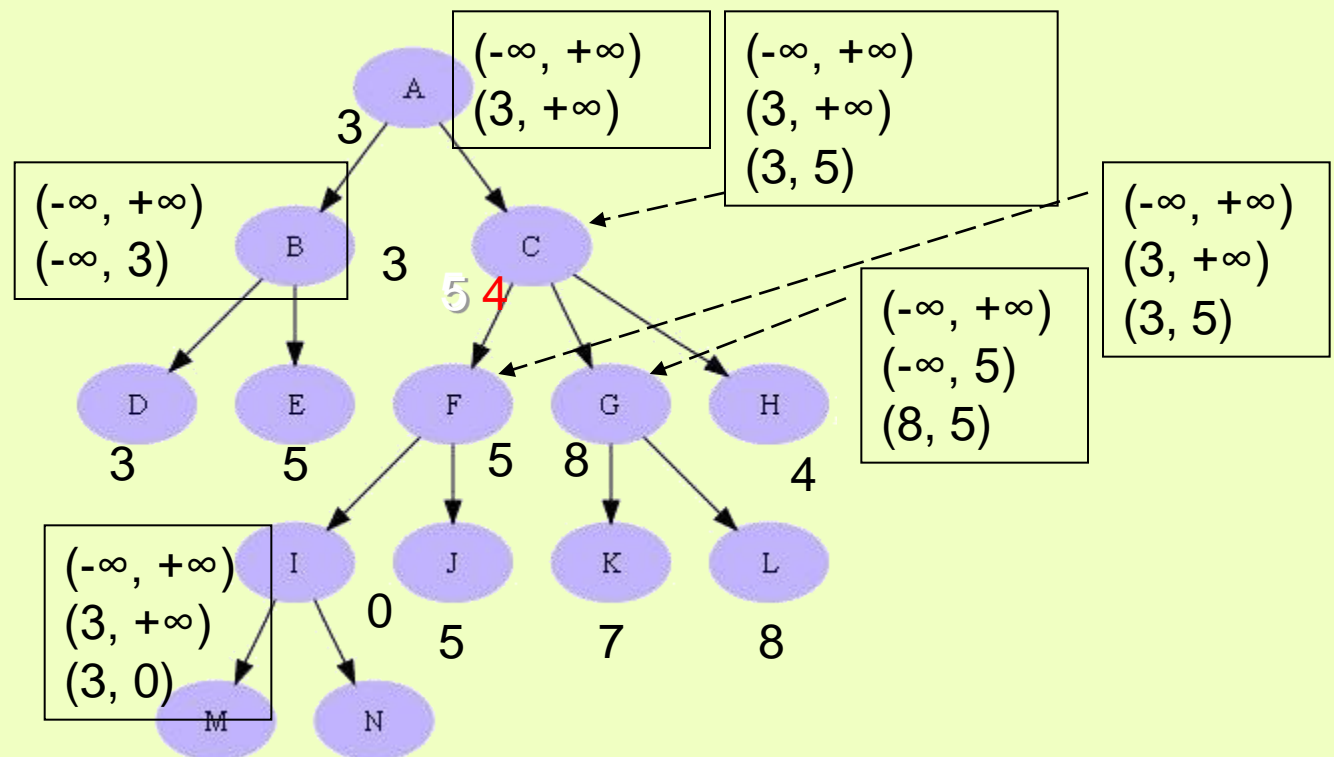 (-∞, +∞)
(3, +∞)
(-∞, +∞)
(3, +∞)
(3, 5)
A
3
(-∞, +∞)
(-∞, 3)
(-∞, +∞)
(3, +∞)
(3, 5)
B
3
C
5 4
(-∞, +∞)
(-∞, 5)
(8, 5)
D
E
F
G
H
3
5
5
8
4
(-∞, +∞)
(3, +∞)
(3, 0)
I
J
K
L
0
5
7
8
M
N